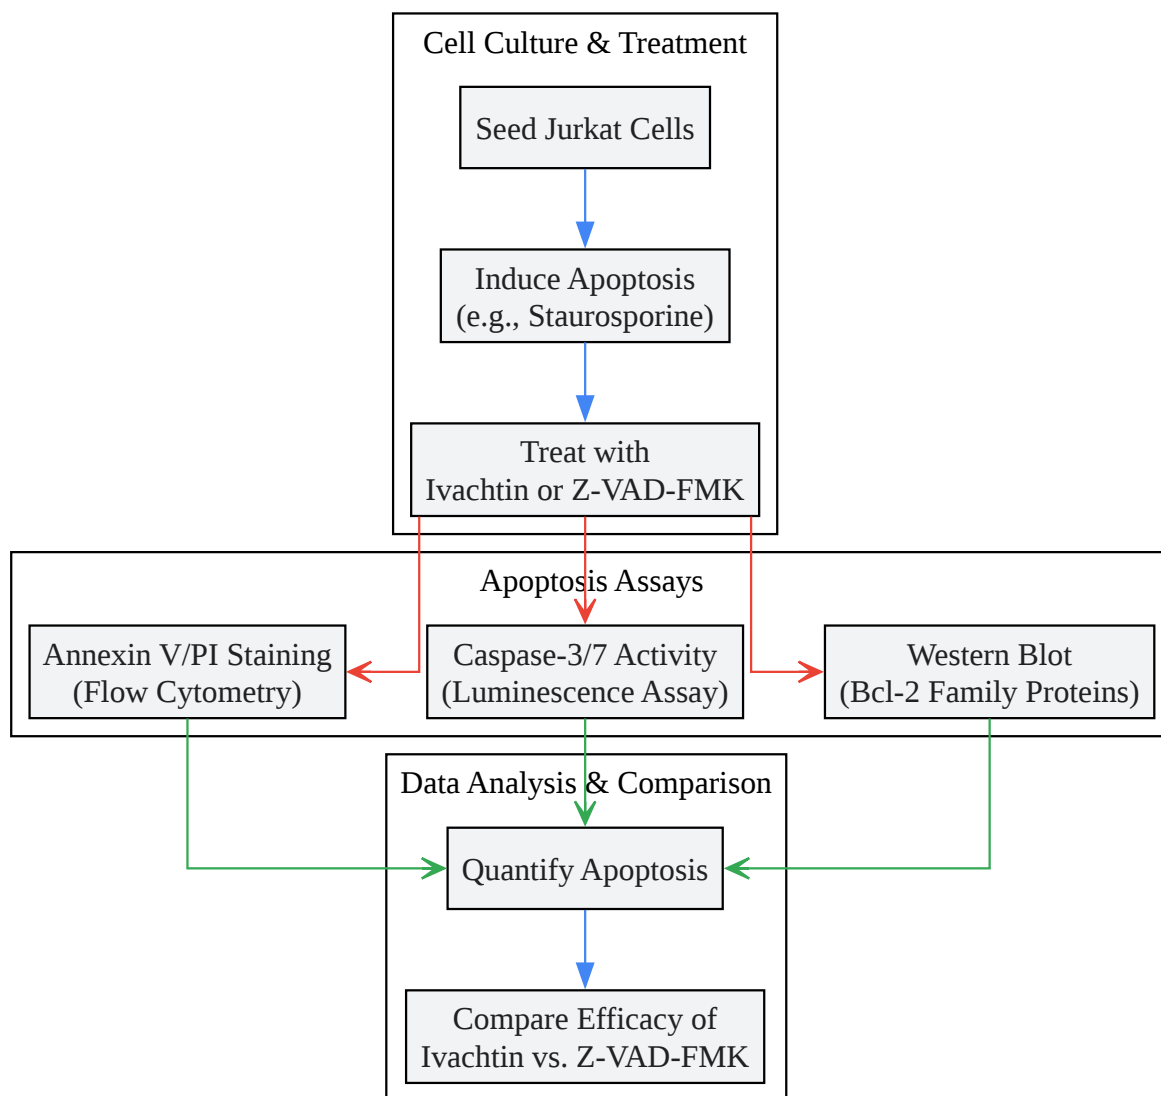 Cell Culture & Treatment
Seed Jurkat Cells
Induce Apoptosis
(e.g., Staurosporine)
Treat with
Ivachtin or Z-VAD-FMK
Apoptosis Assays
Annexin V/PI Staining
(Flow Cytometry)
Caspase-3/7 Activity
(Luminescence Assay)
Western Blot
(Bcl-2 Family Proteins)
Data Analysis & Comparison
Quantify Apoptosis
Compare Efficacy of
Ivachtin vs. Z-VAD-FMK